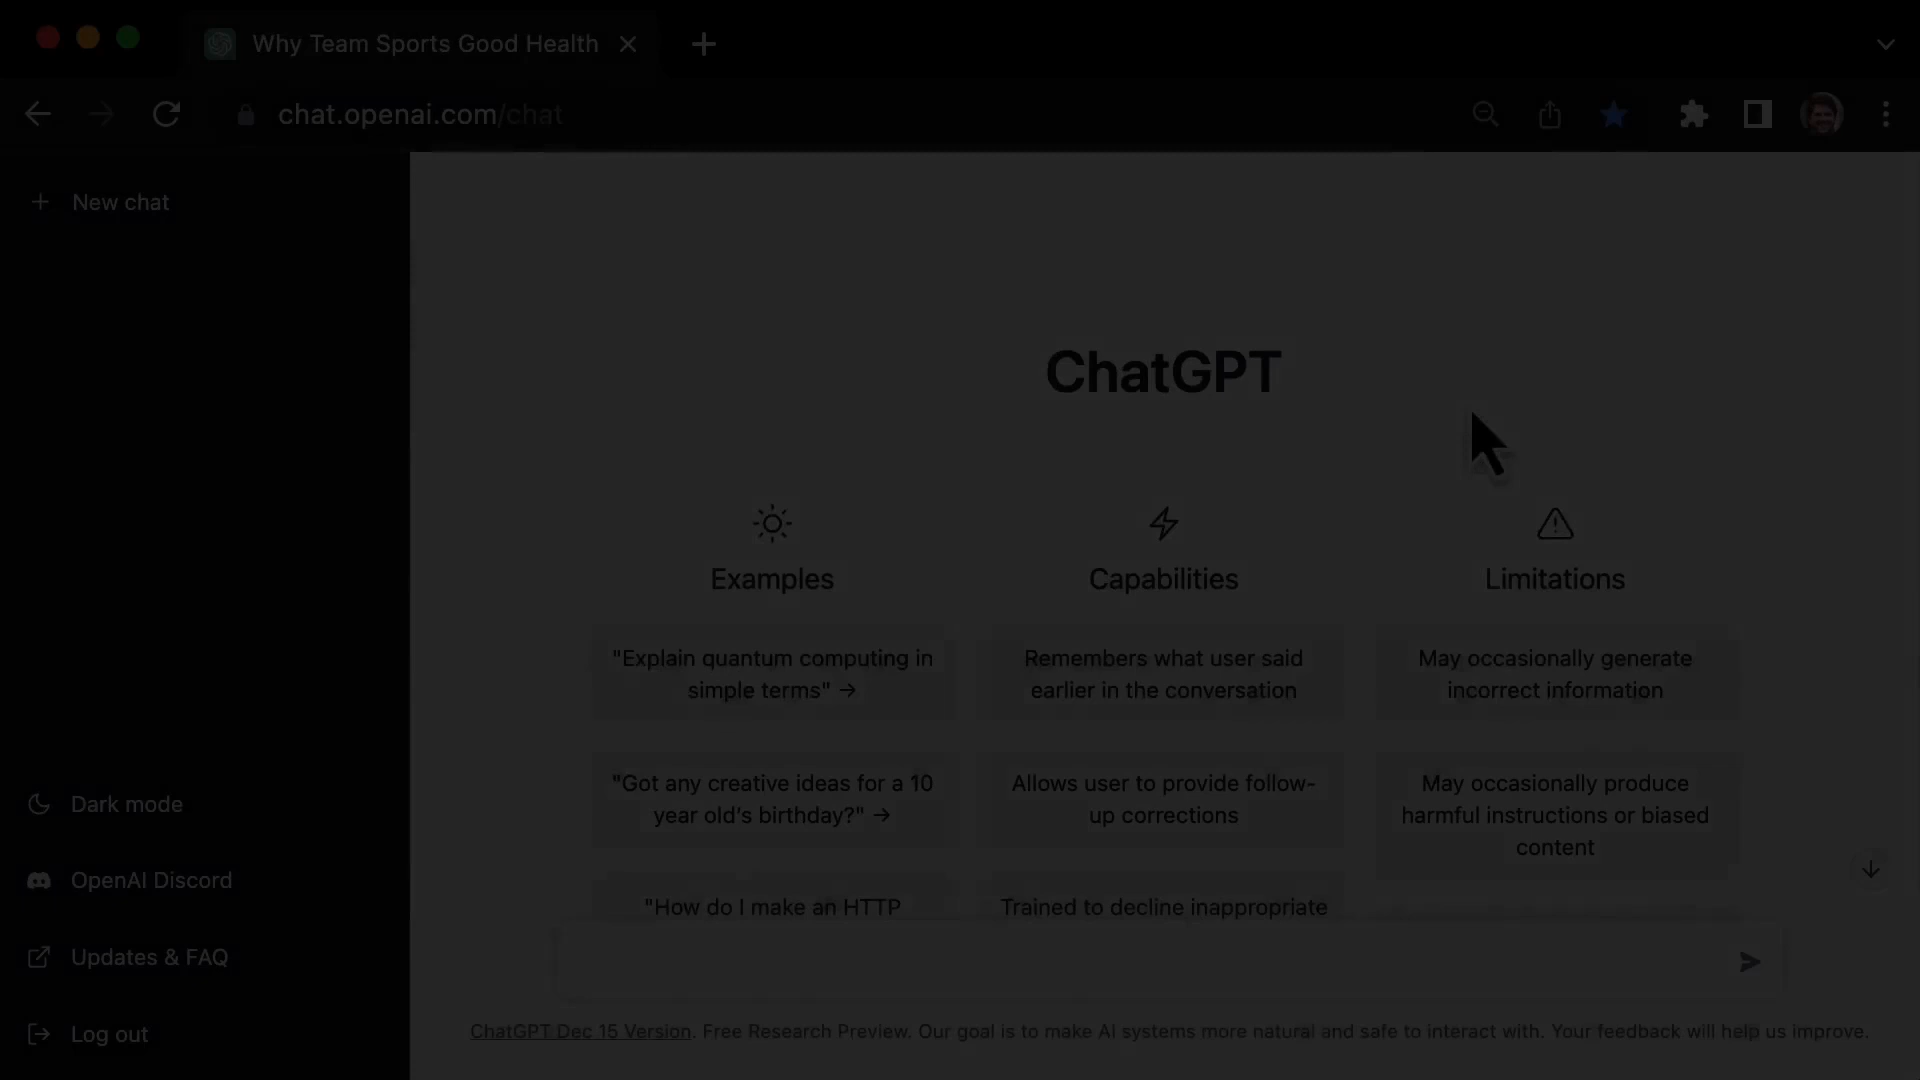 Why Team Sports Good Health
chat.openai.com/chat
New chat
ChatGPT
Examples
Capabilities
Limitations
"Explain quantum computing in
simple terms" →
Remembers what user said
earlier in the conversation
May occasionally generate
incorrect information
"Got any creative ideas for a 10
year old's birthday?" →
Allows user to provide follow-
up corrections
May occasionally produce
harmful instructions or biased
content
"How do I make an HTTP
Trained to decline inappropriate
Dark mode
OpenAI Discord
Updates & FAQ
Log out
ChatGPT Dec 15 Version. Free Research Preview. Our goal is to make AI systems more natural and safe to interact with. Your feedback will help us improve.